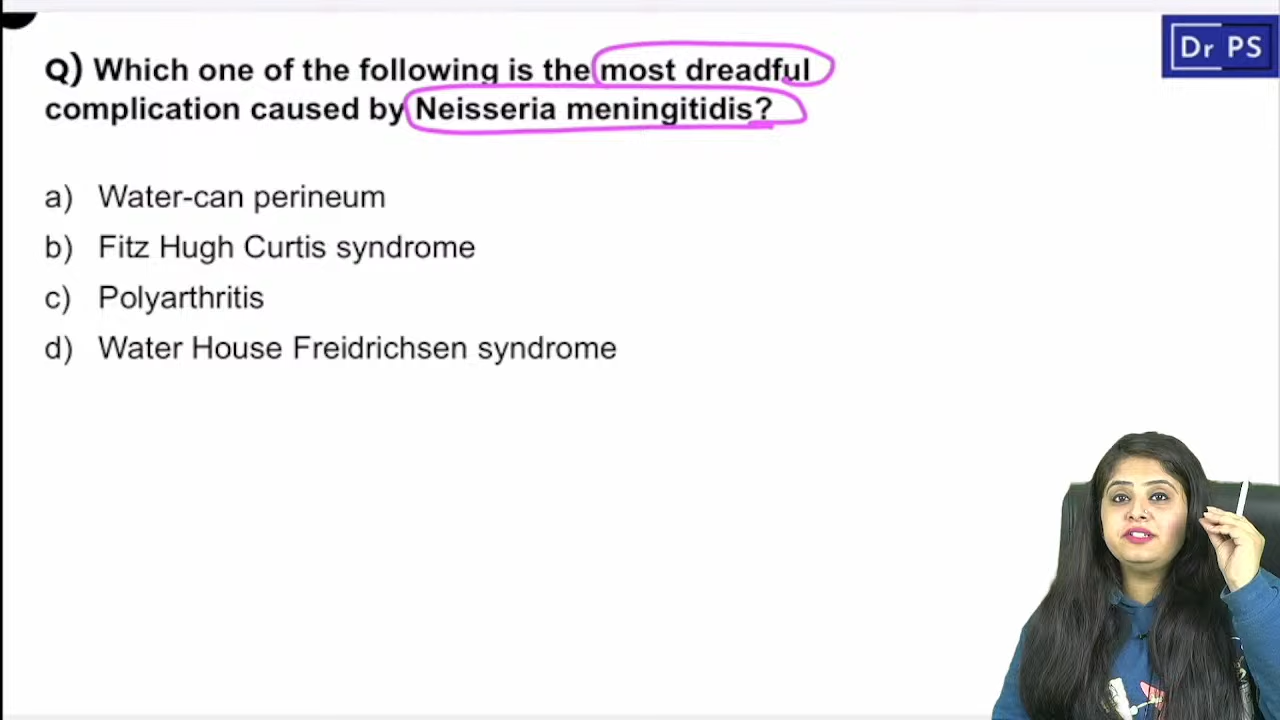 Dr PS
Q) Which one of the following is the most dreadful
complication caused by Neisseria meningitidis?
a) Water-can perineum
b) Fitz Hugh Curtis syndrome
c) Polyarthritis
d) Water House Freidrichsen syndrome